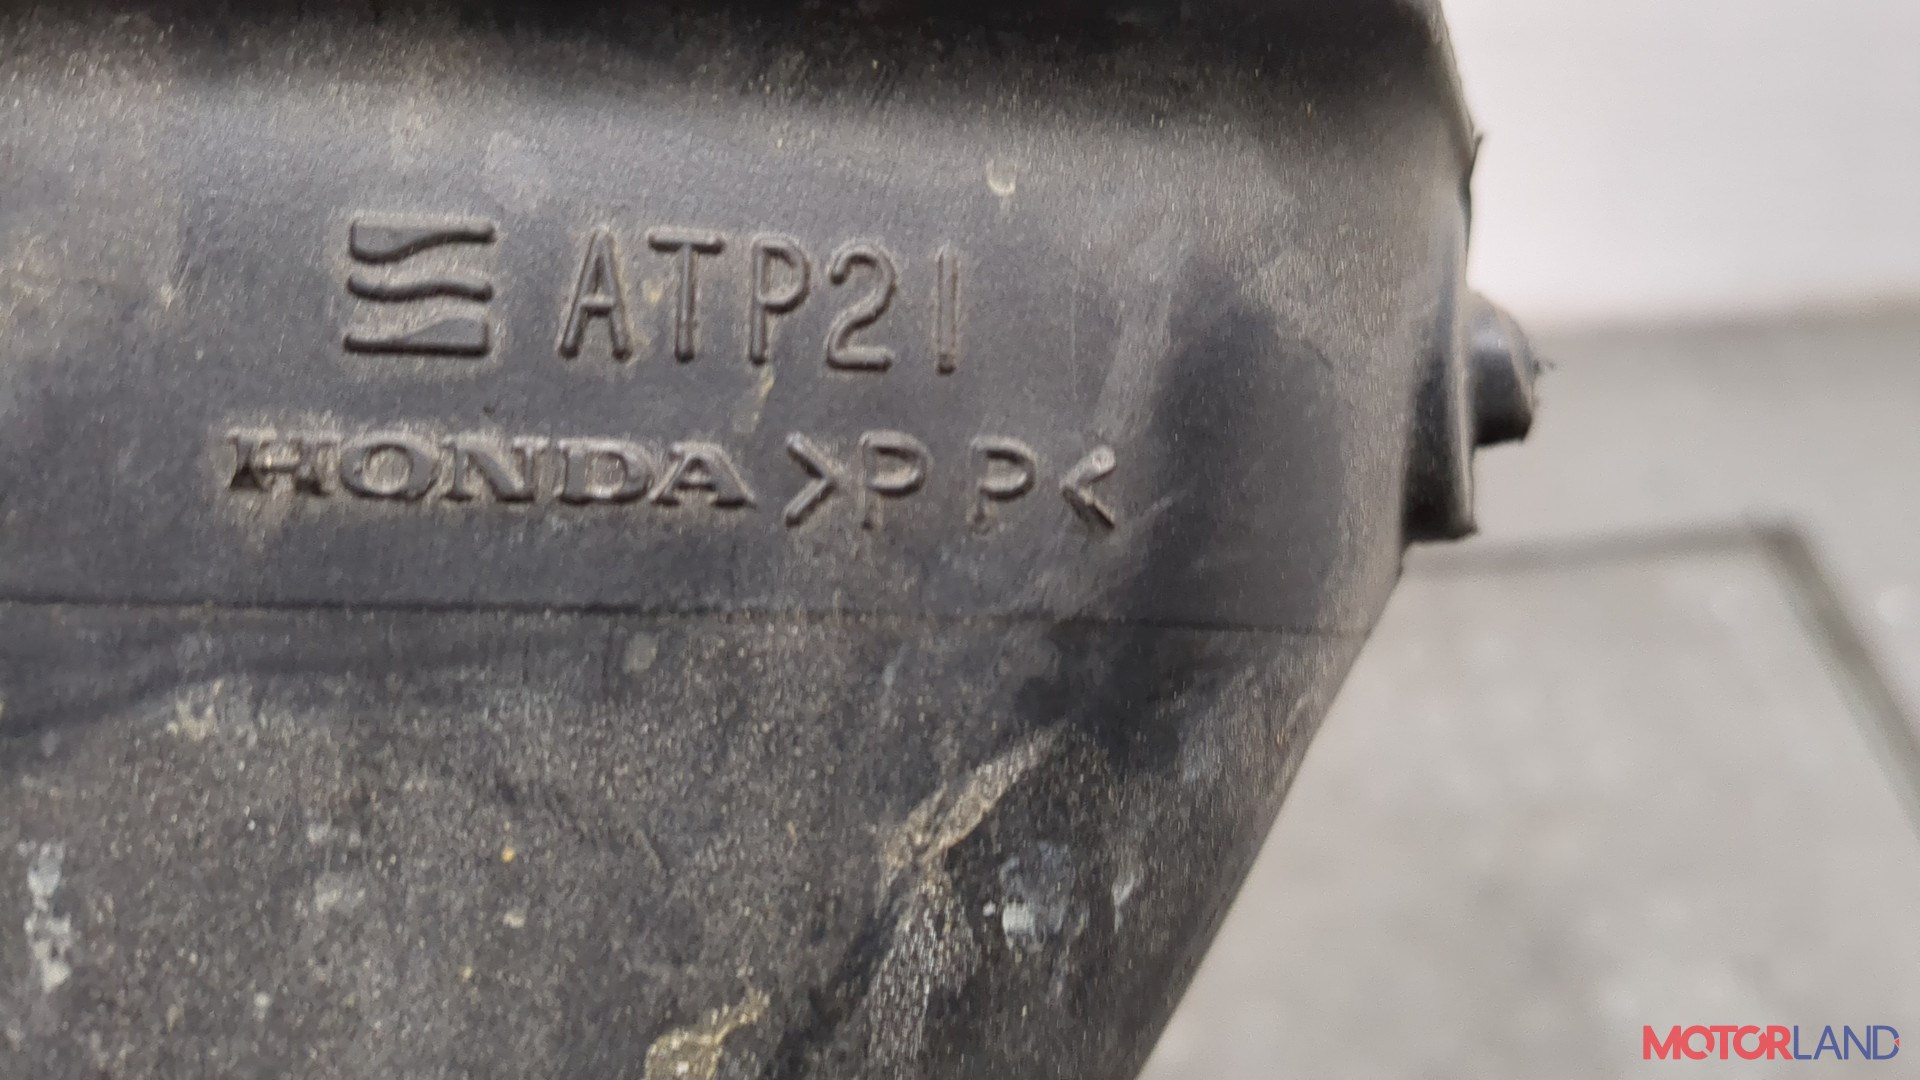 ATP21
HONDA >PP<
MOTORLAND